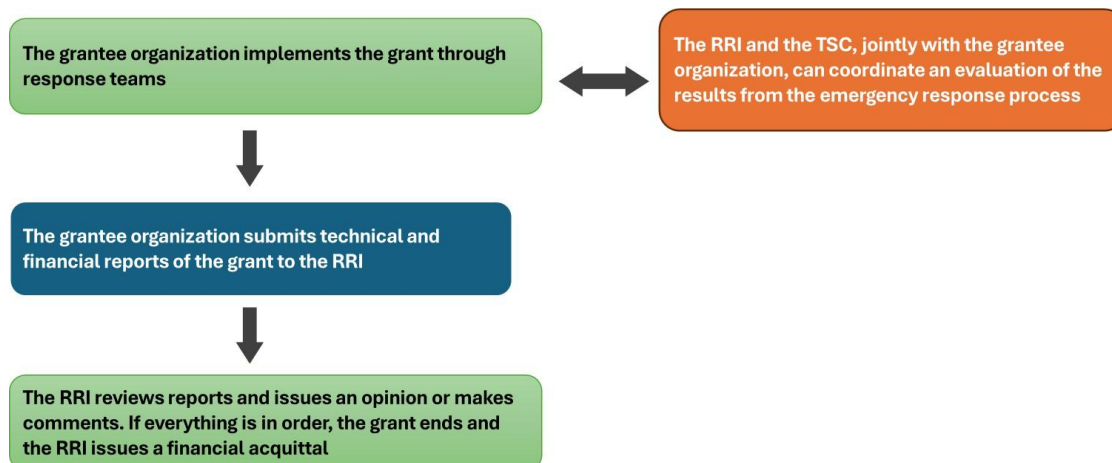 The grantee organization implements the grant through
response teams
The RRI and the TSC, jointly with the grantee
organization, can coordinate an evaluation of the
results from the emergency response process
The grantee organization submits technical and
financial reports of the grant to the RRI
The RRI reviews reports and issues an opinion or makes
comments. If everything is in order, the grant ends and
the RRI issues a financial acquittal